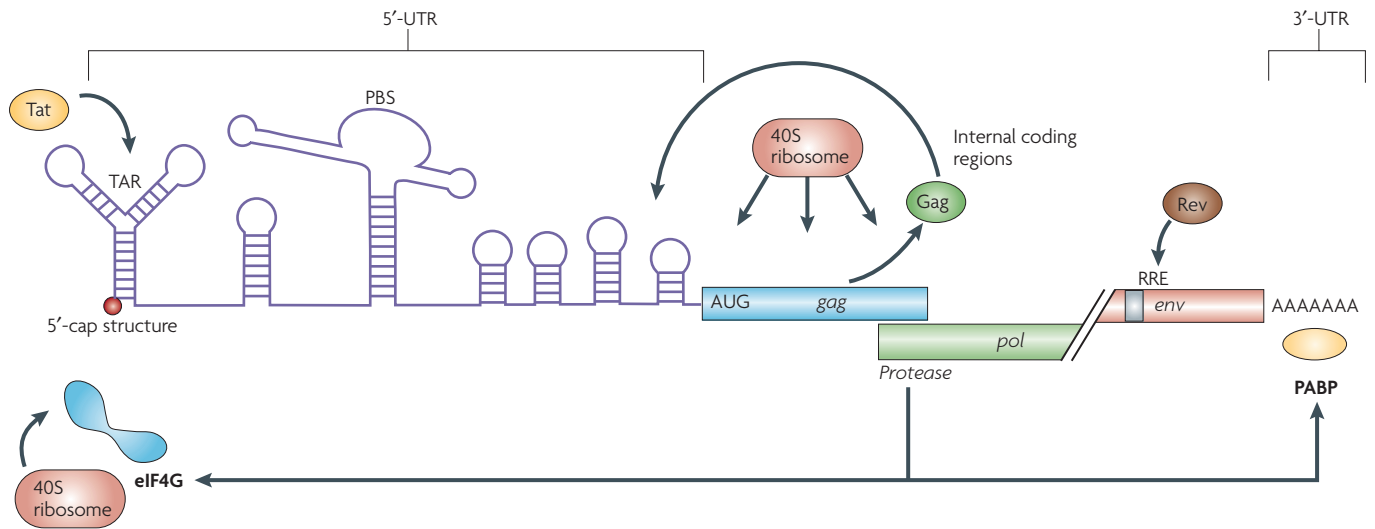 5′-UTR
3′-UTR
Tat
TAR
PBS
40S
ribosome
Internal coding
regions
Gag
Rev
RRE
AUG
gag
env
AAAAAAA
5′-cap structure
pol
Protease
PABP
eIF4G
40S
ribosome